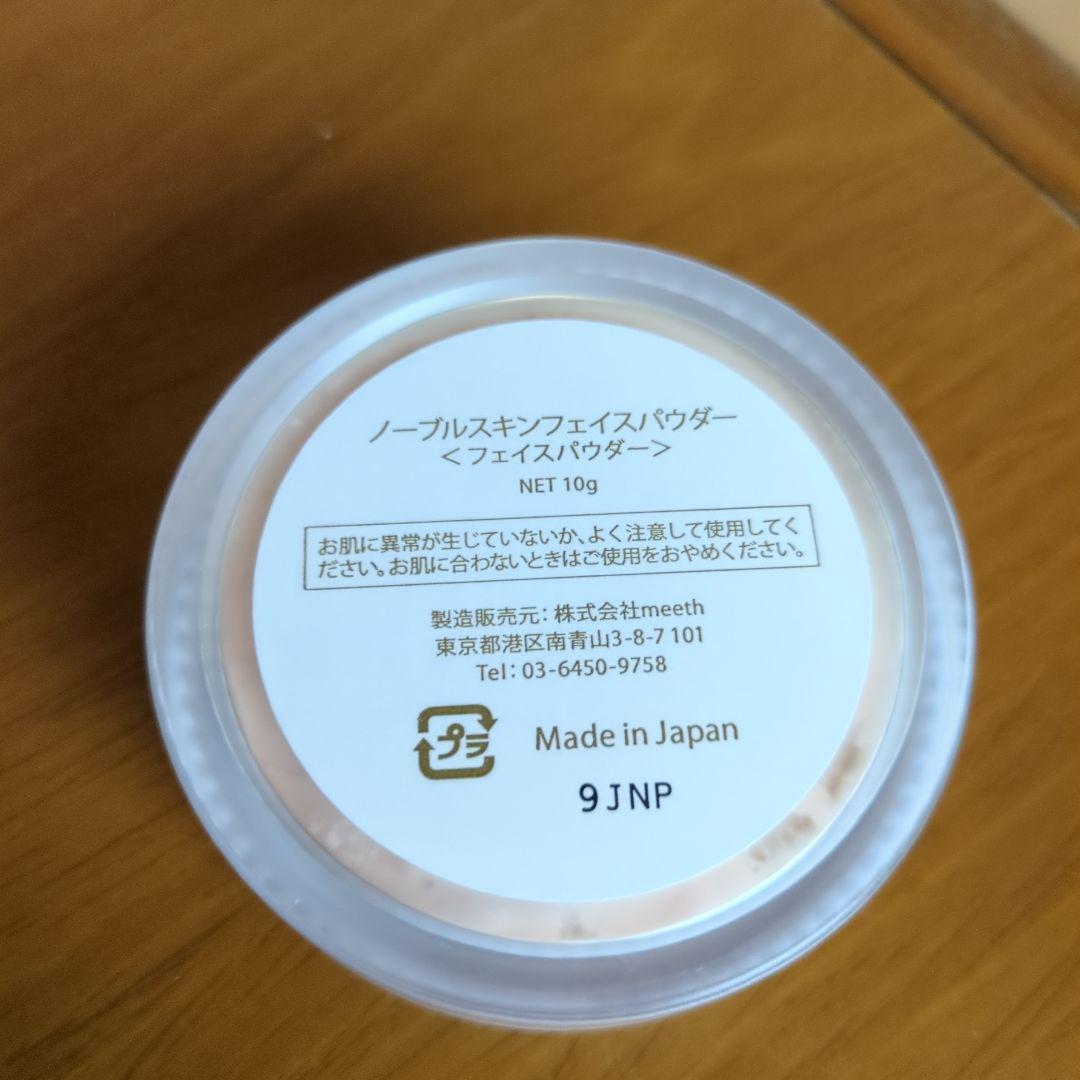 ノーブルスキンフェイスパウダー
＜フェイスパウダー＞
NET 10g
お肌に異常が生じていないか、よく注意して使用してく
ださい。お肌に合わないときはご使用をおやめください。
製造販売元：株式会社meeth
東京都港区南青山3-8-7 101
Tel：03-6450-9758
プラ
Made in Japan
9JNP